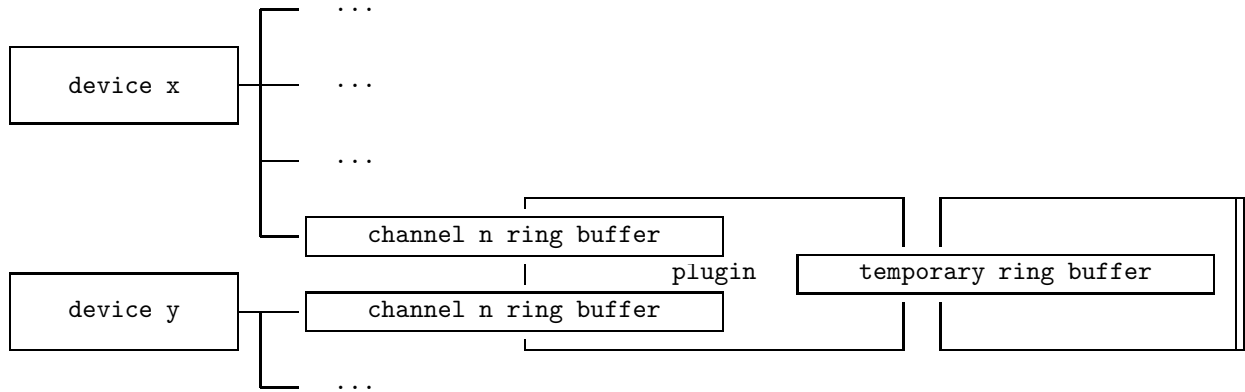 ...
device x
...
...
channel n ring buffer
plugin
temporary ring buffer
device y
channel n ring buffer
...